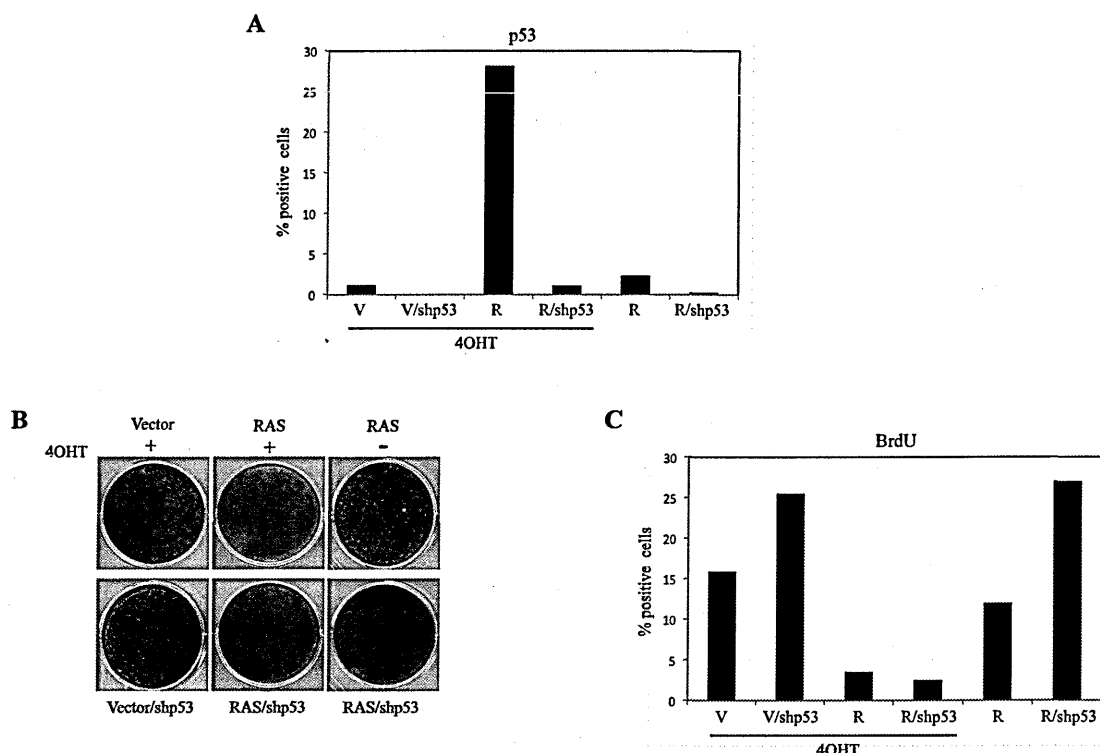 A
p53
30
25
20
15
10
5
0
% positive cells
V V/shp53 R R/shp53 R R/shp53
4OHT
B
Vector RAS RAS
4OHT + + -
Vector/shp53 RAS/shp53 RAS/shp53
C
BrdU
30
25
20
15
10
5
0
% positive cells
V V/shp53 R R/shp53 R R/shp53
4OHT